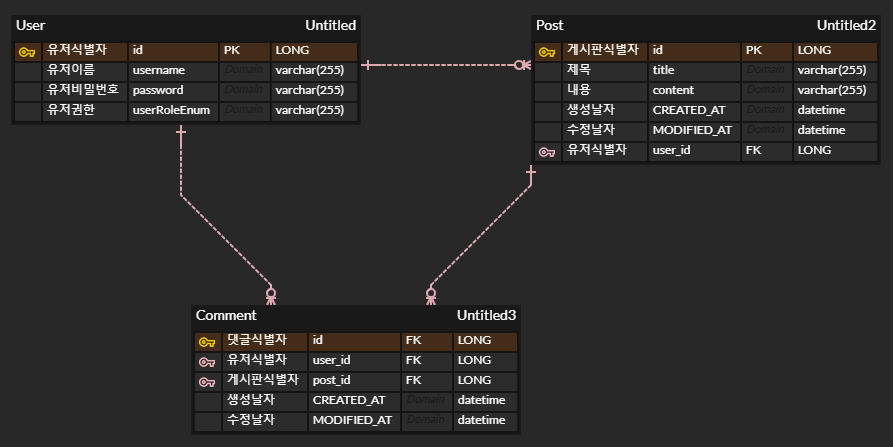 User Untitled
유저식별자 id PK LONG
유저이름 username Domain varchar(255)
유저비밀번호 password Domain varchar(255)
유저권한 userRoleEnum Domain varchar(255)
Post Untitled2
게시판식별자 id PK LONG
제목 title Domain varchar(255)
내용 content Domain varchar(255)
생성날자 CREATED_AT Domain datetime
수정날자 MODIFIED_AT Domain datetime
유저식별자 user_id FK LONG
Comment Untitled3
댓글식별자 id FK LONG
유저식별자 user_id FK LONG
게시판식별자 post_id FK LONG
생성날자 CREATED_AT Domain datetime
수정날자 MODIFIED_AT Domain datetime